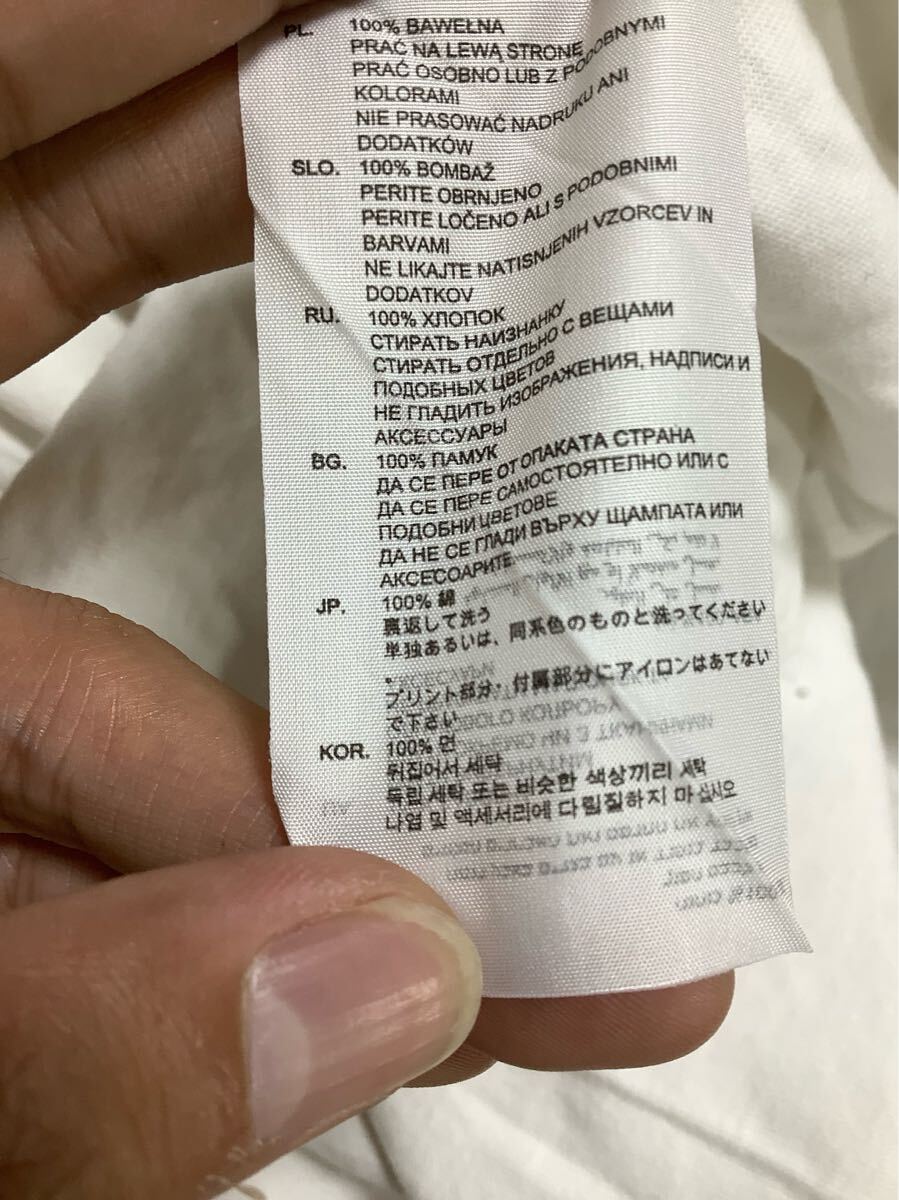 PL. 100% BAWEŁNA
PRAĆ NA LEWĄ STRONĘ
PRAĆ OSOBNO LUB Z PODOBNYMI
KOLORAMI
NIE PRASOWAĆ NADRUKU ANI
DODATKÓW
SLO. 100% BOMBAŽ
PERITE OBRNJENO
PERITE LOČENO ALI S PODOBNIMI
BARVAMI
NE LIKAJTE NATISNJENIH VZORCEV IN
DODATKOV
RU. 100% ХЛОПОК
СТИРАТЬ НАИЗНАНКУ
СТИРАТЬ ОТДЕЛЬНО С ВЕЩАМИ
ПОДОБНЫХ ЦВЕТОВ
НЕ ГЛАДИТЬ ИЗОБРАЖЕНИЯ, НАДПИСИ И
АКСЕССУАРЫ
BG. 100% ПАМУК
ДА СЕ ПЕРЕ ОТ ОПАКАТА СТРАНА
ДА СЕ ПЕРЕ САМОСТОЯТЕЛНО ИЛИ С
ПОДОБНИ ЦВЕТОВЕ
ДА НЕ СЕ ГЛАДИ ВЪРХУ ЩАМПАТА ИЛИ
АКСЕСОАРИТЕ
JP. 100% 綿
裏返して洗う
単独あるいは、同系色のものと洗ってください
プリント部分、付属部分にアイロンはあてない
で下さい
KOR. 100% 면
뒤집어서 세탁
독립 세탁 또는 비슷한 색상끼리 세탁
나염 및 액세서리에 다림질하지 마십시오